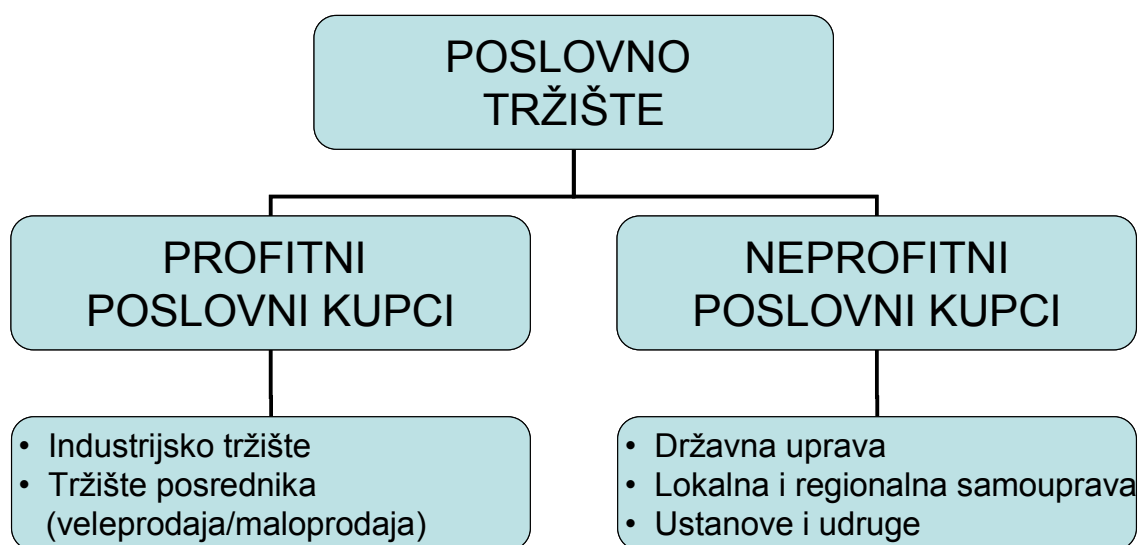 POSLOVNO
TRŽIŠTE
PROFITNI
POSLOVNI KUPCI
NEPROFITNI
POSLOVNI KUPCI
• Industrijsko tržište
• Tržište posrednika
(veleprodaja/maloprodaja)
• Državna uprava
• Lokalna i regionalna samouprava
• Ustanove i udruge